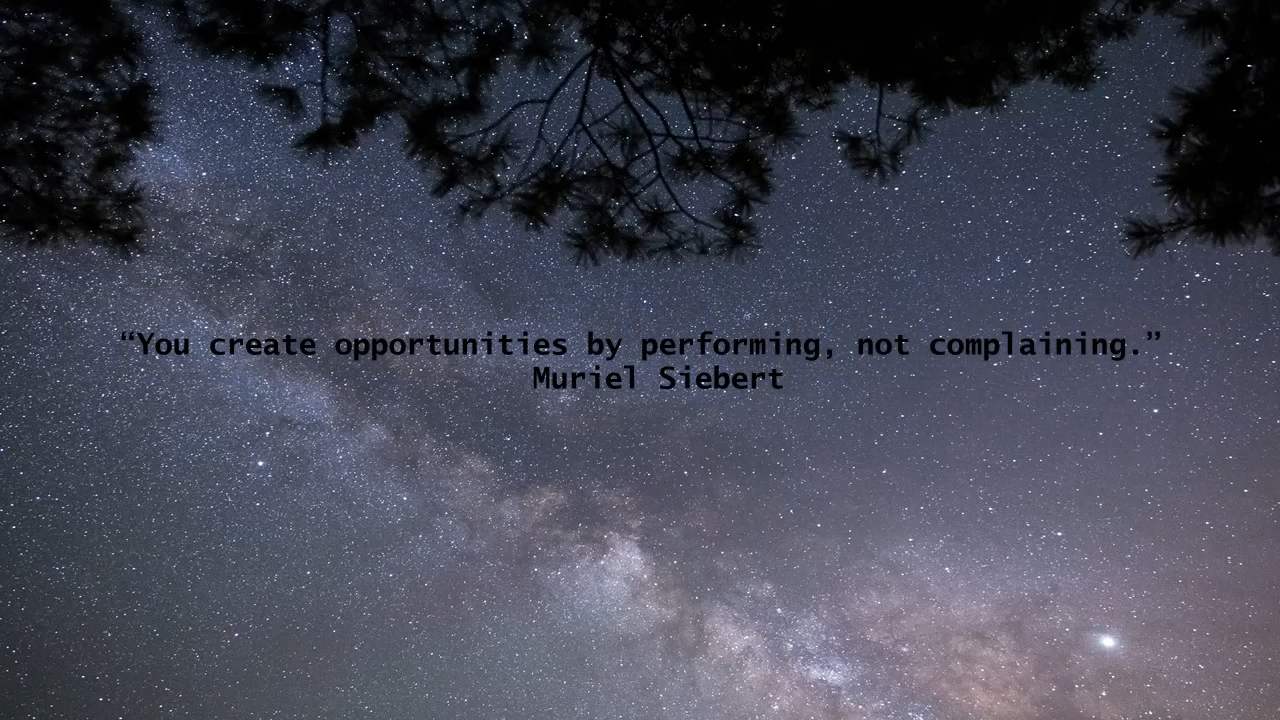 “You create opportunities by performing, not complaining.”
Muriel Siebert